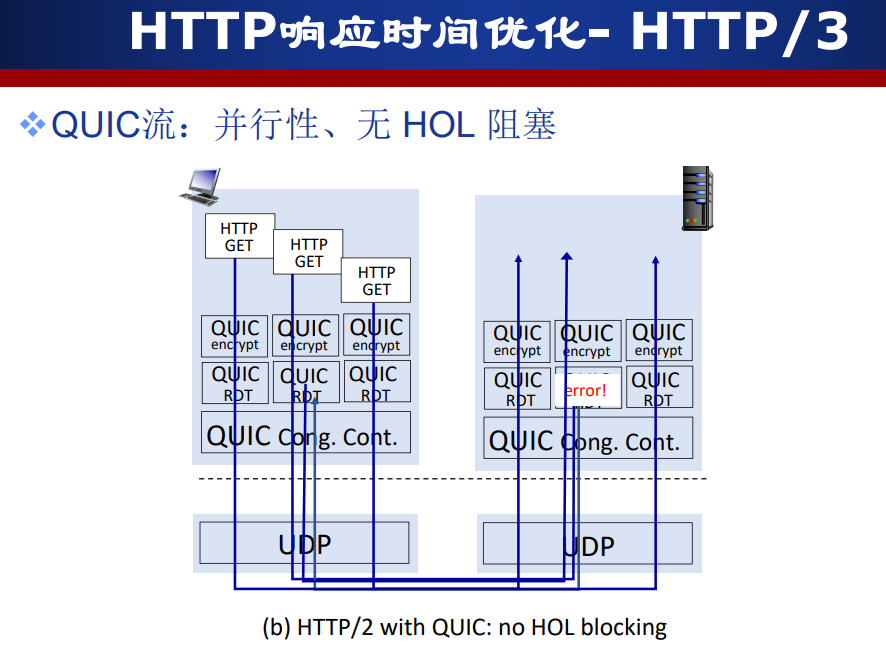 HTTP响应时间优化- HTTP/3
QUIC流：并行性、无 HOL 阻塞
HTTP
GET
HTTP
GET
HTTP
GET
QUIC
encrypt
QUIC
encrypt
QUIC
encrypt
QUIC
RDT
QUIC
RDT
QUIC
RDT
QUIC Cong. Cont.
UDP
QUIC
encrypt
QUIC
encrypt
QUIC
encrypt
QUIC
RDT
error!
QUIC
RDT
QUIC Cong. Cont.
UDP
(b) HTTP/2 with QUIC: no HOL blocking